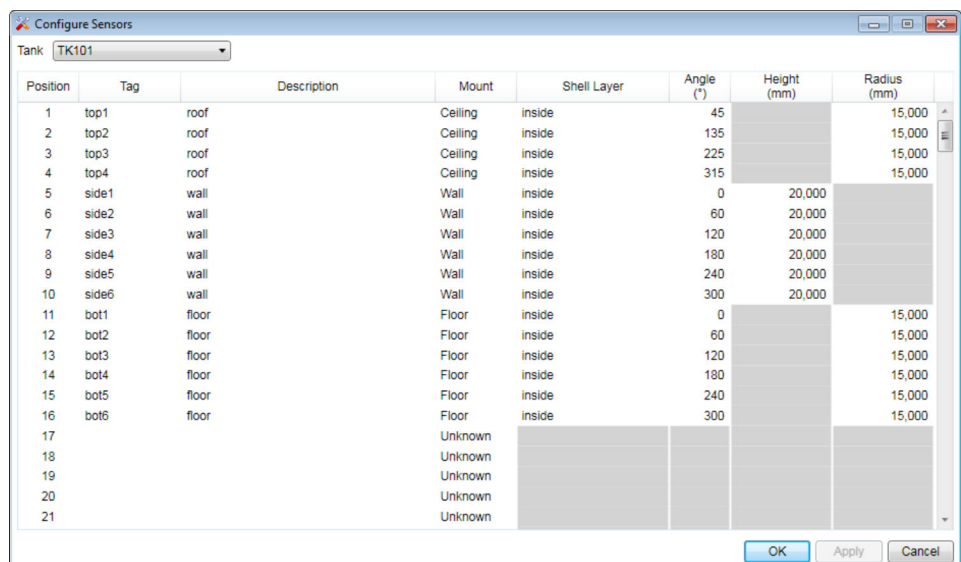 Configure Sensors
Tank TK101
Position Tag Description Mount Shell Layer Angle (°) Height (mm) Radius (mm)
1 top1 roof Ceiling inside 45 15,000
2 top2 roof Ceiling inside 135 15,000
3 top3 roof Ceiling inside 225 15,000
4 top4 roof Ceiling inside 315 15,000
5 side1 wall Wall inside 0 20,000
6 side2 wall Wall inside 60 20,000
7 side3 wall Wall inside 120 20,000
8 side4 wall Wall inside 180 20,000
9 side5 wall Wall inside 240 20,000
10 side6 wall Wall inside 300 20,000
11 bot1 floor Floor inside 0 15,000
12 bot2 floor Floor inside 60 15,000
13 bot3 floor Floor inside 120 15,000
14 bot4 floor Floor inside 180 15,000
15 bot5 floor Floor inside 240 15,000
16 bot6 floor Floor inside 300 15,000
17 Unknown
18 Unknown
19 Unknown
20 Unknown
21 Unknown
OK Apply Cancel